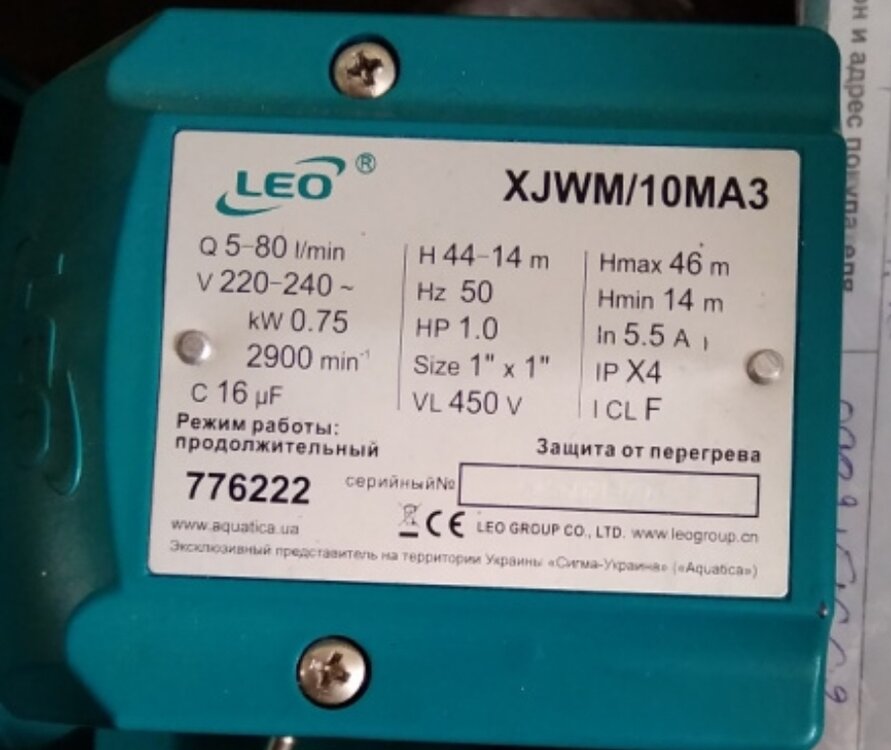 LEO ®
XJWM/10MA3
Q 5-80 l/min
V 220-240 ~
kW 0.75
2900 min⁻¹
C 16 µF
H 44-14 m
Hz 50
HP 1.0
Size 1" x 1"
VL 450 V
Hmax 46 m
Hmin 14 m
In 5.5 A
IP X4
I CL F
Режим работы:
продолжительный
Защита от перегрева
776222
серийный№
www.aquatica.ua
CE LEO GROUP CO., LTD. www.leogroup.cn
Эксклюзивный представитель на территории Украины «Сигма-Украина» («Aquatica»)
он и адрес покупателя